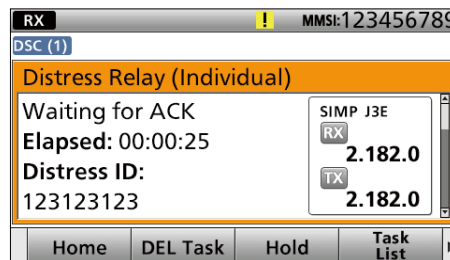 RX ! MMSI:123456789
DSC (1)
Distress Relay (Individual)
Waiting for ACK
Elapsed: 00:00:25
Distress ID:
123123123
SIMP J3E
RX
2.182.0
TX
2.182.0
Home DEL Task Hold Task List